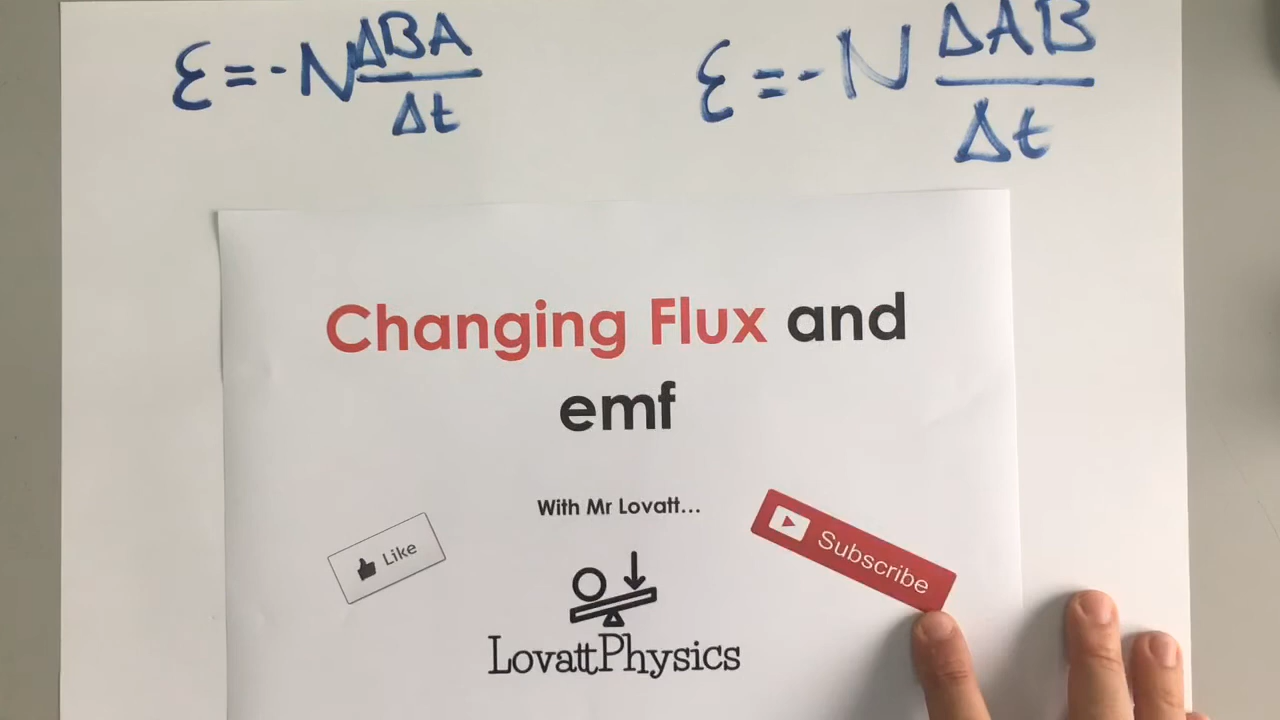 ε = -N ΔBA
Δt
ε = -N ΔAB
Δt
Changing Flux and
emf
With Mr Lovatt...
Like
Subscribe
LovattPhysics